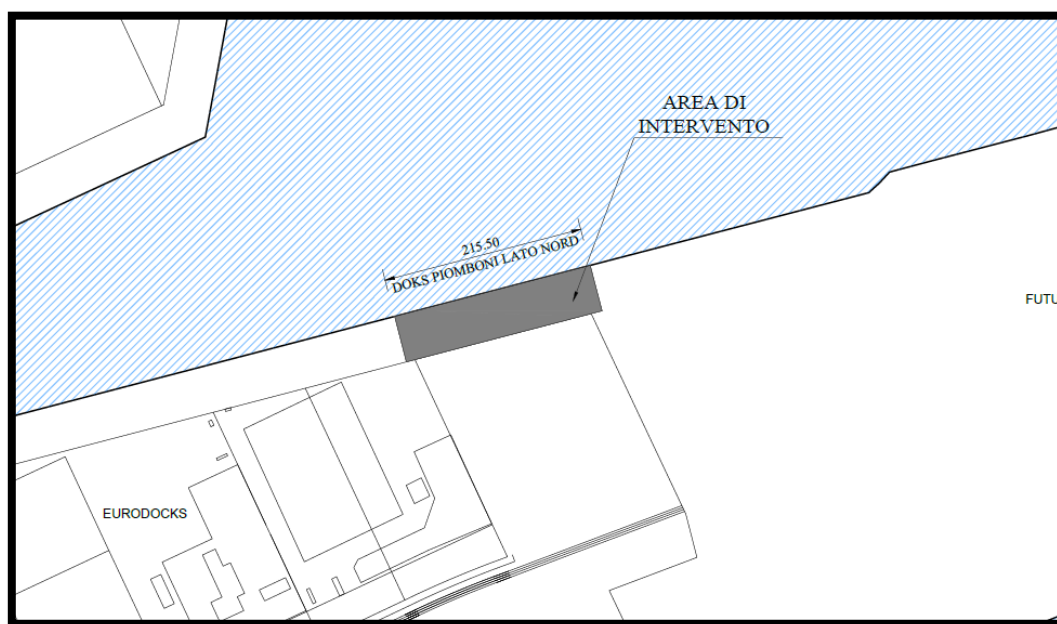 AREA DI
INTERVENTO
215.50
DOKS PIOMBONI LATO NORD
FUTU
EURODOCKS